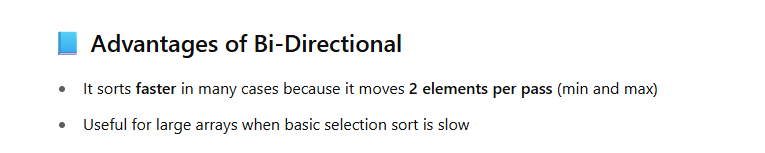 📘 Advantages of Bi-Directional
• It sorts faster in many cases because it moves 2 elements per pass (min and max)
• Useful for large arrays when basic selection sort is slow